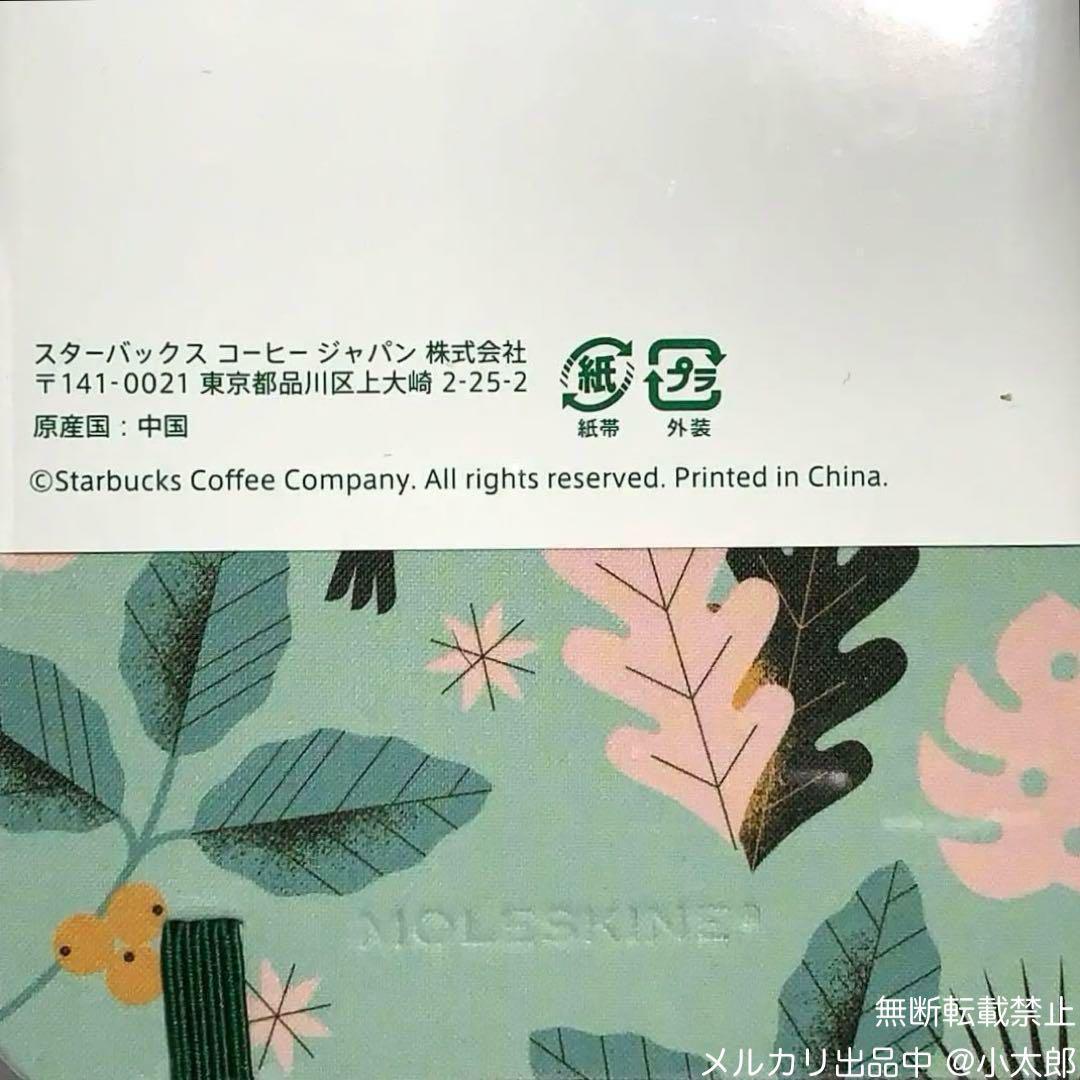 スターバックス コーヒー ジャパン 株式会社
〒141-0021 東京都品川区上大崎 2-25-2
紙
プラ
紙帯
外装
原産国：中国
©Starbucks Coffee Company. All rights reserved. Printed in China.
MOLESKINE®
無断転載禁止
メルカリ出品中 @小太郎